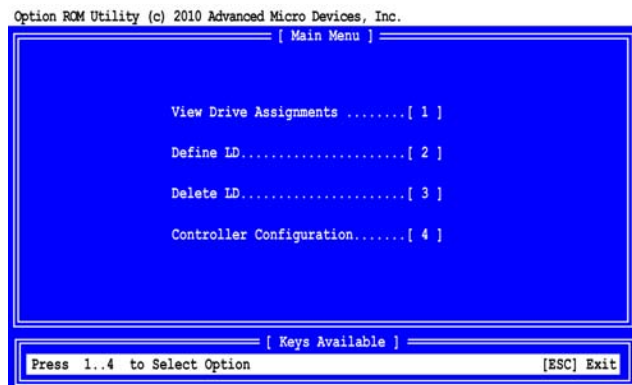 Option ROM Utility (c) 2010 Advanced Micro Devices, Inc.
[ Main Menu ]
View Drive Assignments ........[ 1 ]
Define LD......................[ 2 ]
Delete LD......................[ 3 ]
Controller Configuration.......[ 4 ]
[ Keys Available ]
Press 1..4 to Select Option [ESC] Exit